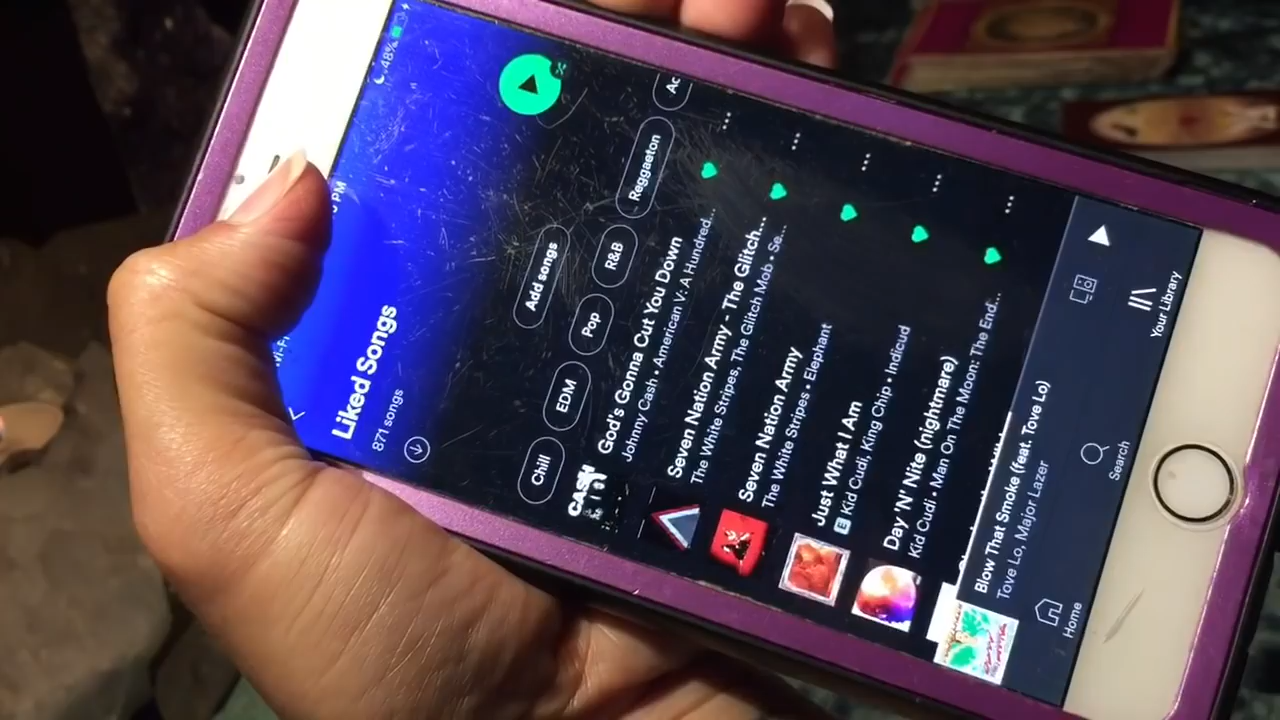 48%
PM
Liked Songs
871 songs
Add songs
Chill
EDM
Pop
R&B
Reggaeton
Ac
CASH
God's Gonna Cut You Down
Johnny Cash • American V: A Hundred...
Seven Nation Army - The Glitch...
The White Stripes, The Glitch Mob • Se...
Seven Nation Army
The White Stripes • Elephant
Just What I Am
E Kid Cudi, King Chip • Indicud
Day 'N' Nite (nightmare)
Kid Cudi • Man On The Moon: The End...
Blow That Smoke (feat. Tove Lo)
Tove Lo, Major Lazer
Home
Search
Your Library